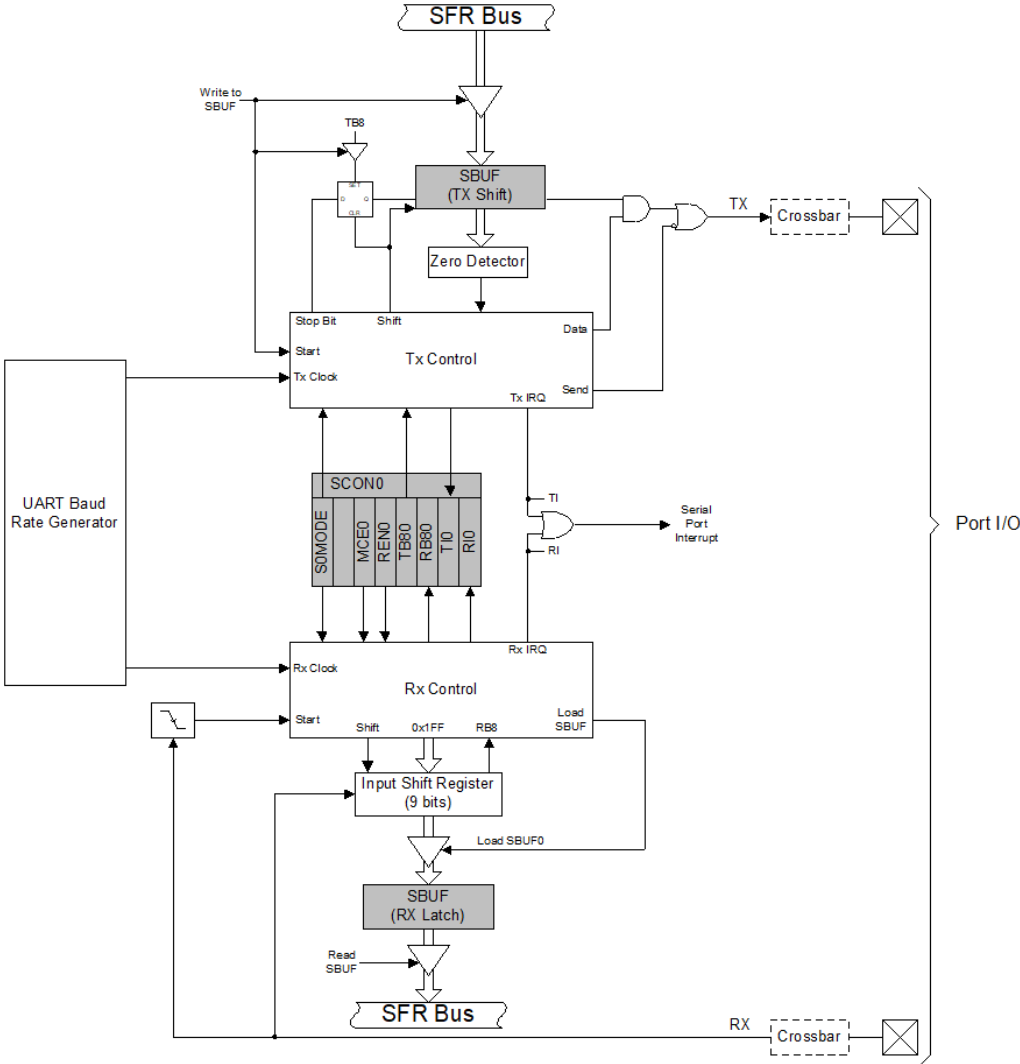 SFR Bus
Write to
SBUF
TB8
SBUF
(TX Shift)
SET
D
Q
CLR
TX
Crossbar
Zero Detector
Stop Bit
Shift
Data
Start
Tx Control
Tx Clock
Send
Tx IRQ
UART Baud
Rate Generator
SCON0
S0MODE
MCE0
REN0
TB80
RB80
TI0
RI0
TI
Serial
Port
Interrupt
RI
Port I/O
Rx IRQ
Rx Clock
Rx Control
Start
Load
SBUF
Shift
0x1FF
RB8
Input Shift Register
(9 bits)
Load SBUF0
SBUF
(RX Latch)
Read
SBUF
SFR Bus
RX
Crossbar